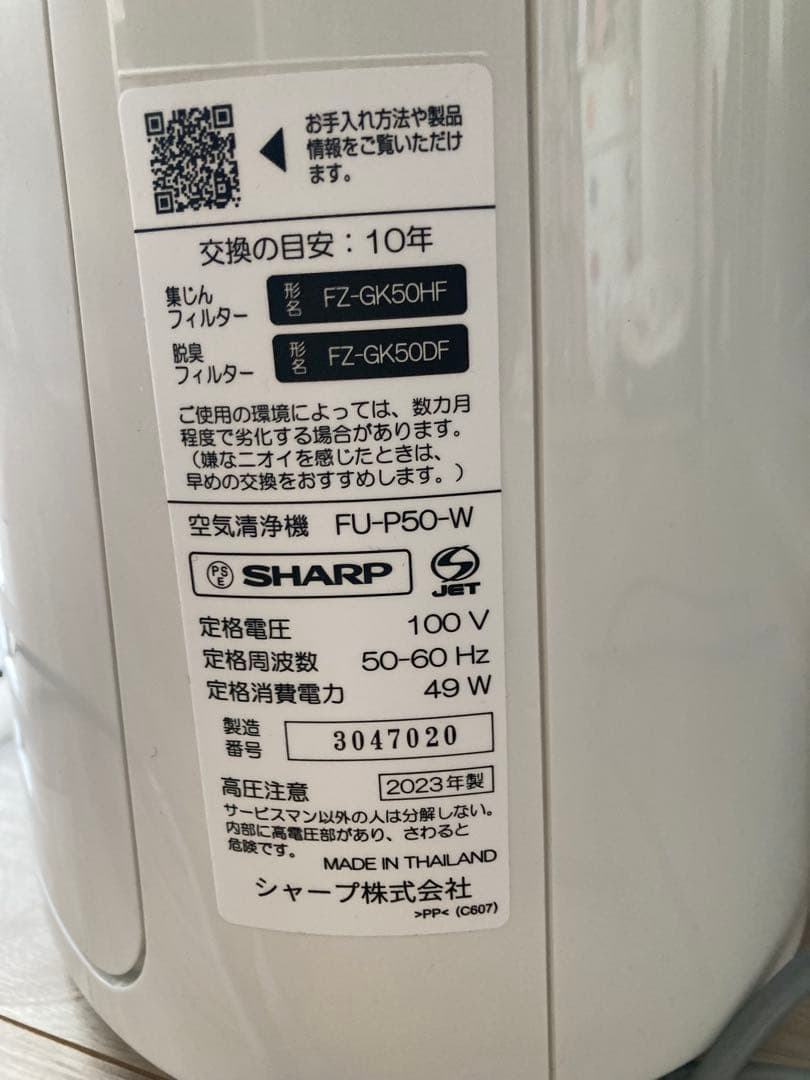 お手入れ方法や製品
情報をご覧いただけ
ます。
交換の目安：10年
集じん
フィルター
形名 FZ-GK50HF
脱臭
フィルター
形名 FZ-GK50DF
ご使用の環境によっては、数カ月
程度で劣化する場合があります。
（嫌なニオイを感じたときは、
早めの交換をおすすめします。）
空気清浄機 FU-P50-W
PSE SHARP JET
定格電圧 100 V
定格周波数 50-60 Hz
定格消費電力 49 W
製造
番号 3047020
高圧注意 2023年製
サービスマン以外の人は分解しない。
内部に高電圧部があり、さわると
危険です。
MADE IN THAILAND
シャープ株式会社
>PP< (C607)